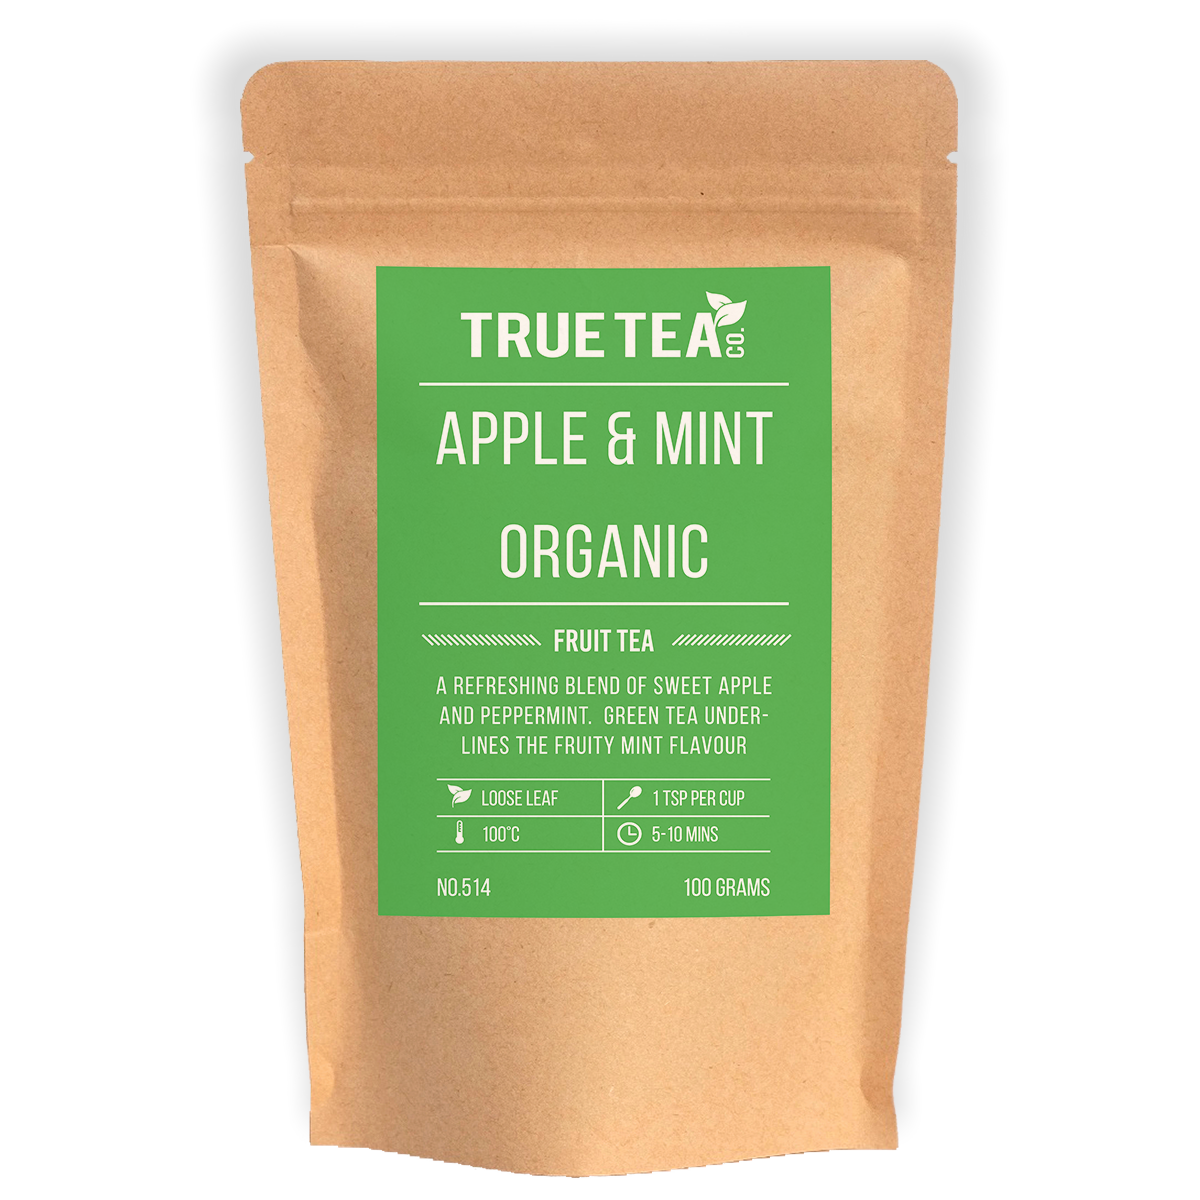 TRUE TEA CO.
APPLE & MINT
ORGANIC
FRUIT TEA
A REFRESHING BLEND OF SWEET APPLE
AND PEPPERMINT. GREEN TEA UNDER-
LINES THE FRUITY MINT FLAVOUR
LOOSE LEAF
1 TSP PER CUP
100°C
5-10 MINS
NO.514
100 GRAMS